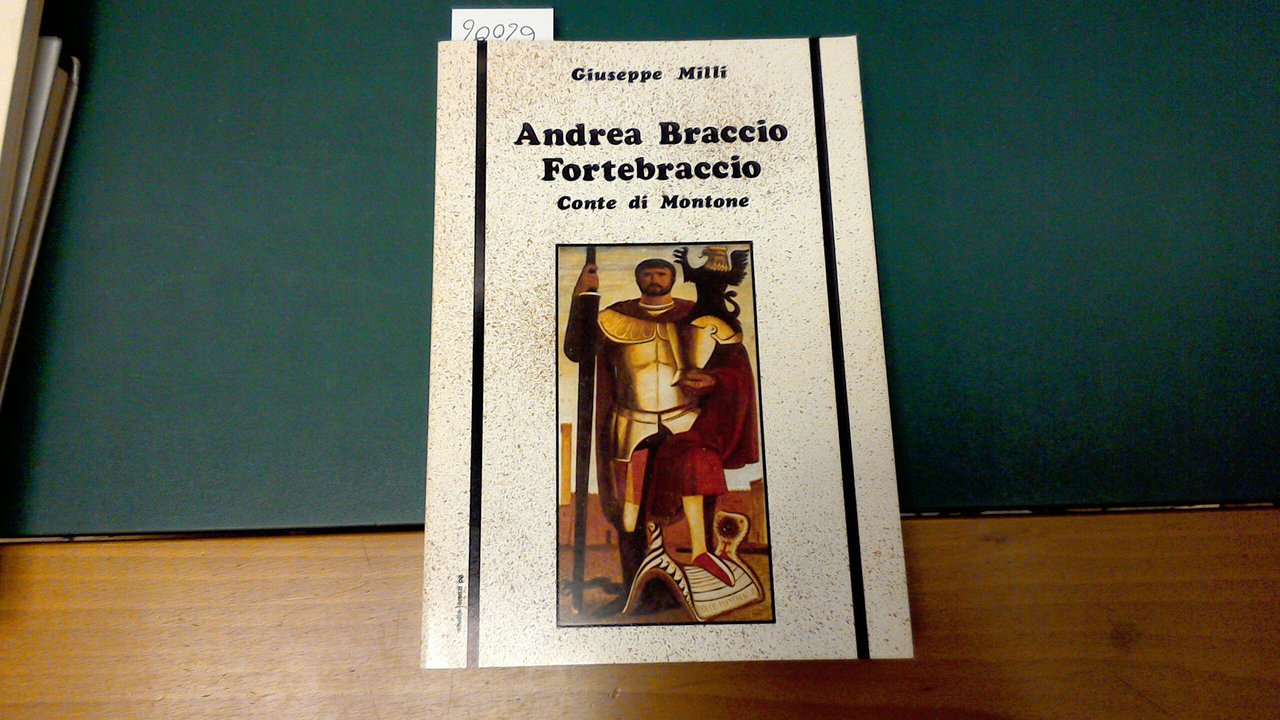 90029
Giuseppe Milli
Andrea Braccio
Fortebraccio
Conte di Montone